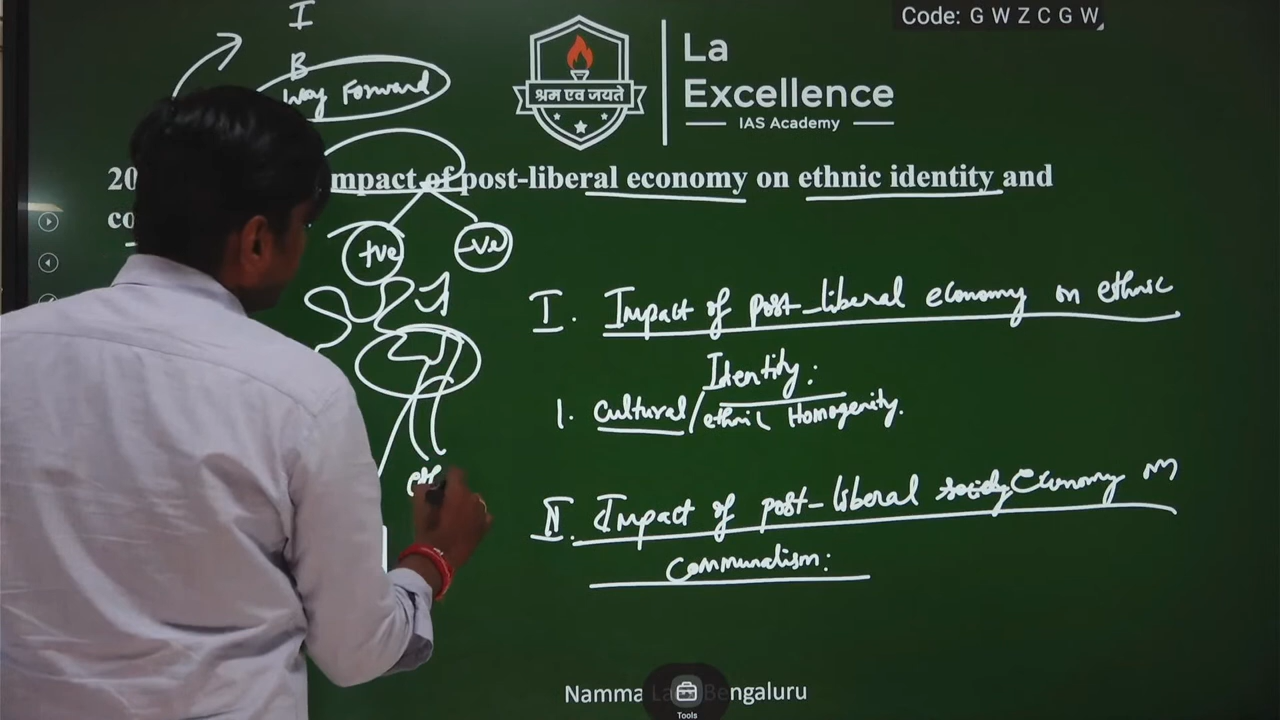 Code: G W Z C G W
I
B
Way Forward
श्रम एव जयते
La
Excellence
IAS Academy
20 mpact of post-liberal economy on ethnic identity and
co
+ve -ve
I. Impact of post-liberal economy on ethnic
Identity:
1. Cultural/ethnic Homogenity.
II. Impact of post-liberal economy on
Communalism:
Namma La Bengaluru
Tools